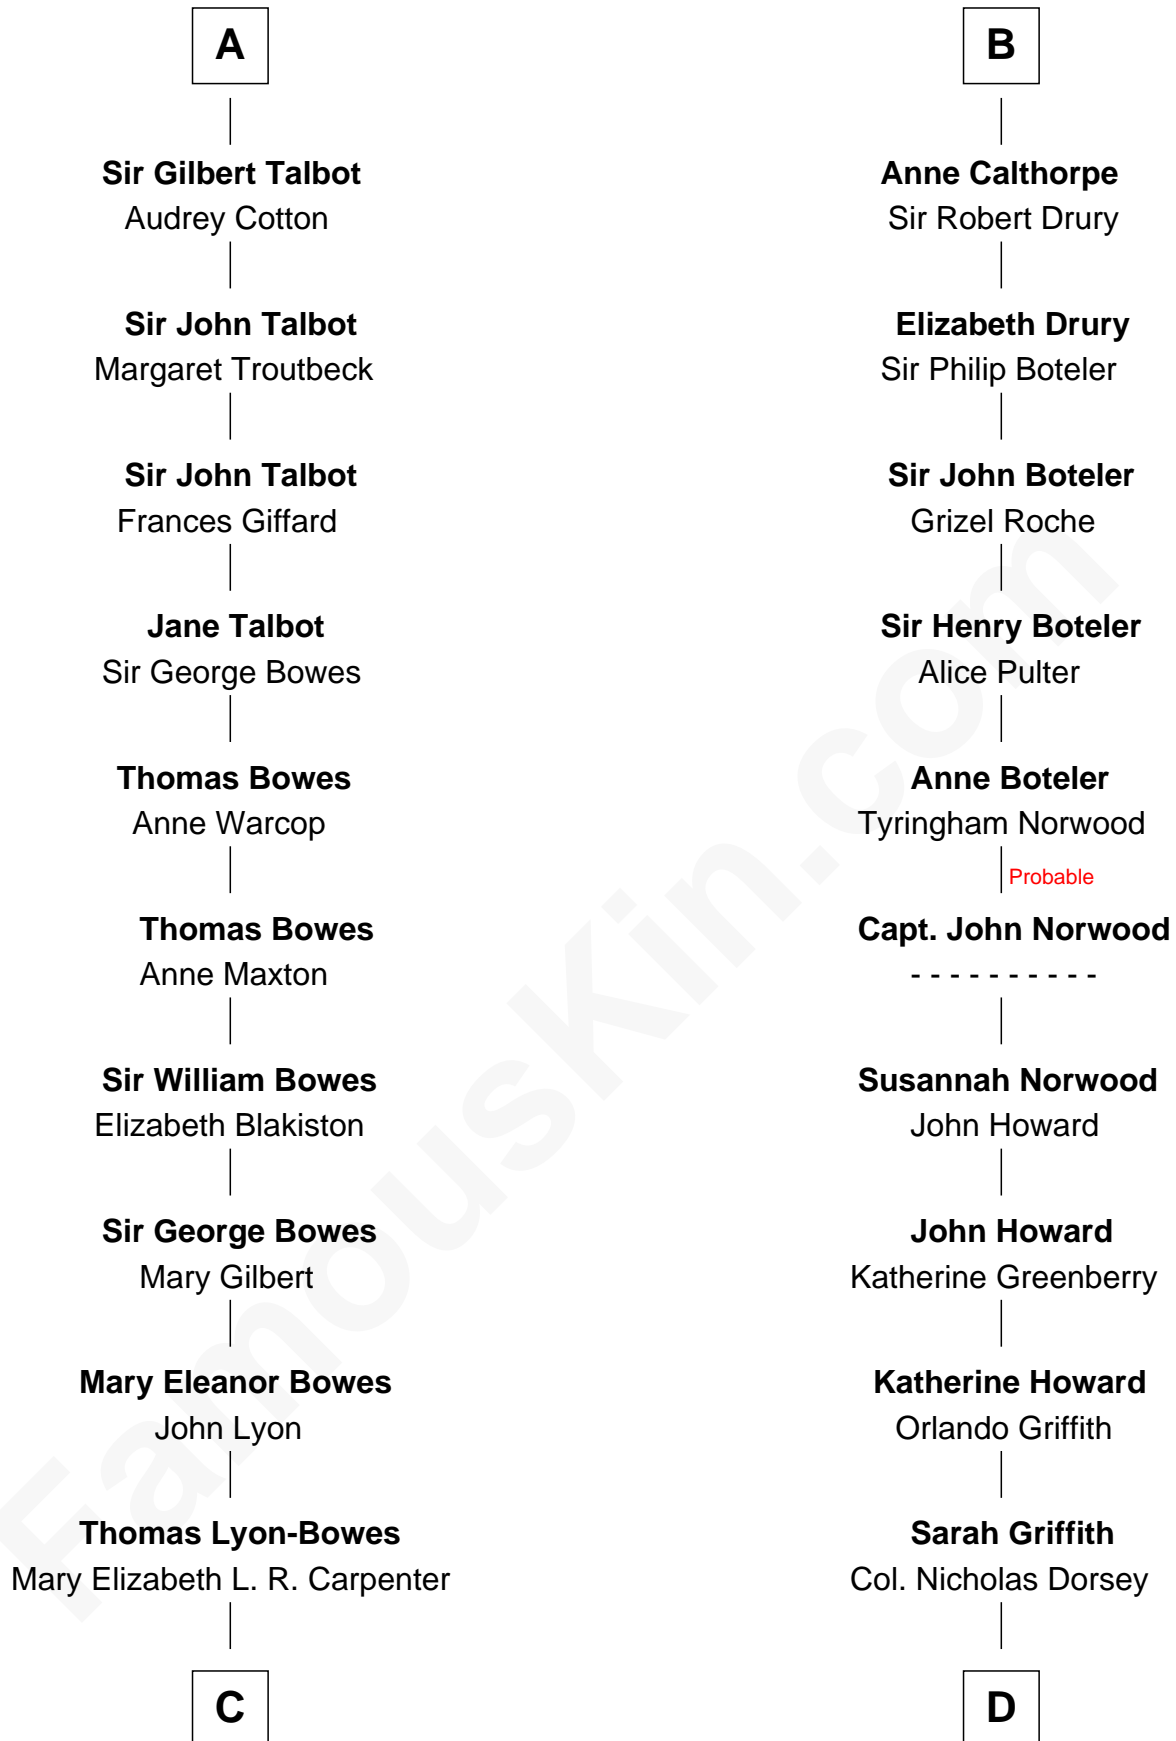 A
Sir Gilbert Talbot
Audrey Cotton
Sir John Talbot
Margaret Troutbeck
Sir John Talbot
Frances Giffard
Jane Talbot
Sir George Bowes
Thomas Bowes
Anne Warcop
Thomas Bowes
Anne Maxton
Sir William Bowes
Elizabeth Blakiston
Sir George Bowes
Mary Gilbert
Mary Eleanor Bowes
John Lyon
Thomas Lyon-Bowes
Mary Elizabeth L. R. Carpenter
C
B
Anne Calthorpe
Sir Robert Drury
Elizabeth Drury
Sir Philip Boteler
Sir John Boteler
Grizel Roche
Sir Henry Boteler
Alice Pulter
Anne Boteler
Tyringham Norwood
Probable
Capt. John Norwood
- - - - - - - - - -
Susannah Norwood
John Howard
John Howard
Katherine Greenberry
Katherine Howard
Orlando Griffith
Sarah Griffith
Col. Nicholas Dorsey
D
FamousKin.com